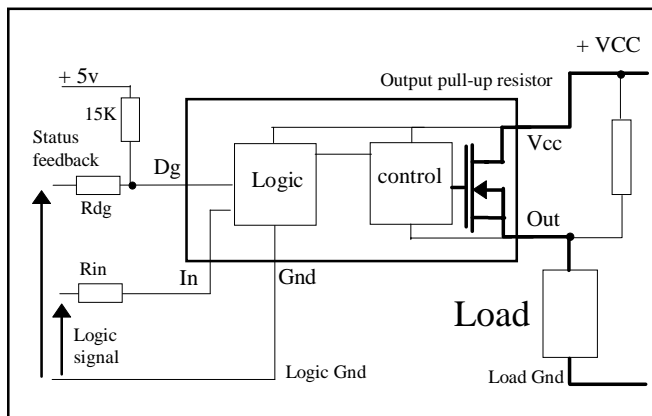 + VCC
+ 5v
Output pull-up resistor
15K
Status
feedback
Vcc
Dg
Logic
control
Rdg
Out
Rin
In
Gnd
Load
Logic
signal
Logic Gnd
Load Gnd